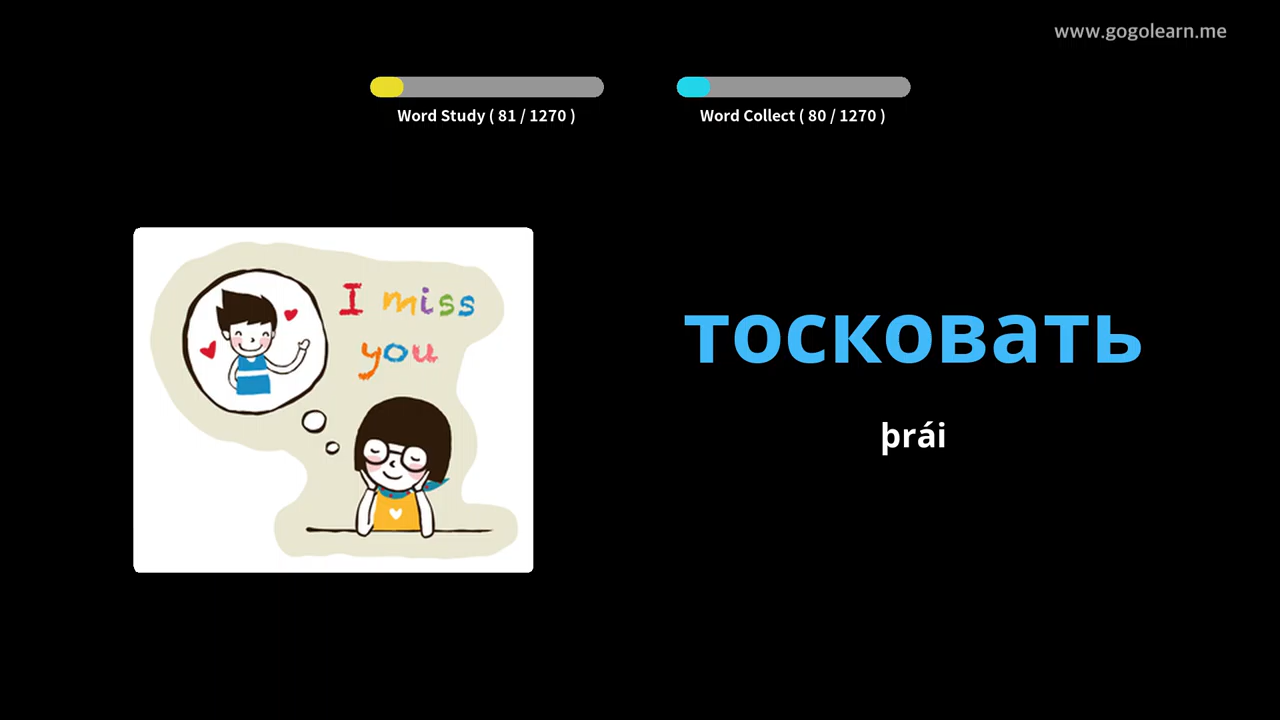 www.gogolearn.me
Word Study ( 81 / 1270 )
Word Collect ( 80 / 1270 )
I miss
you
тосковать
þrái